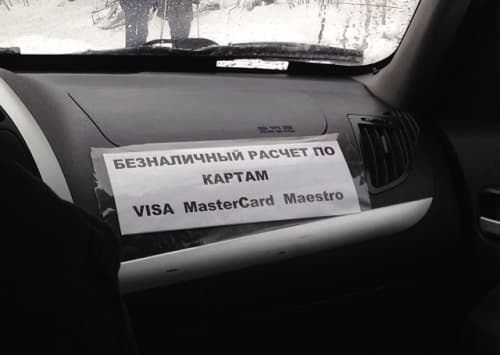 БЕЗНАЛИЧНЫЙ РАСЧЕТ ПО
КАРТАМ
VISA MasterCard Maestro